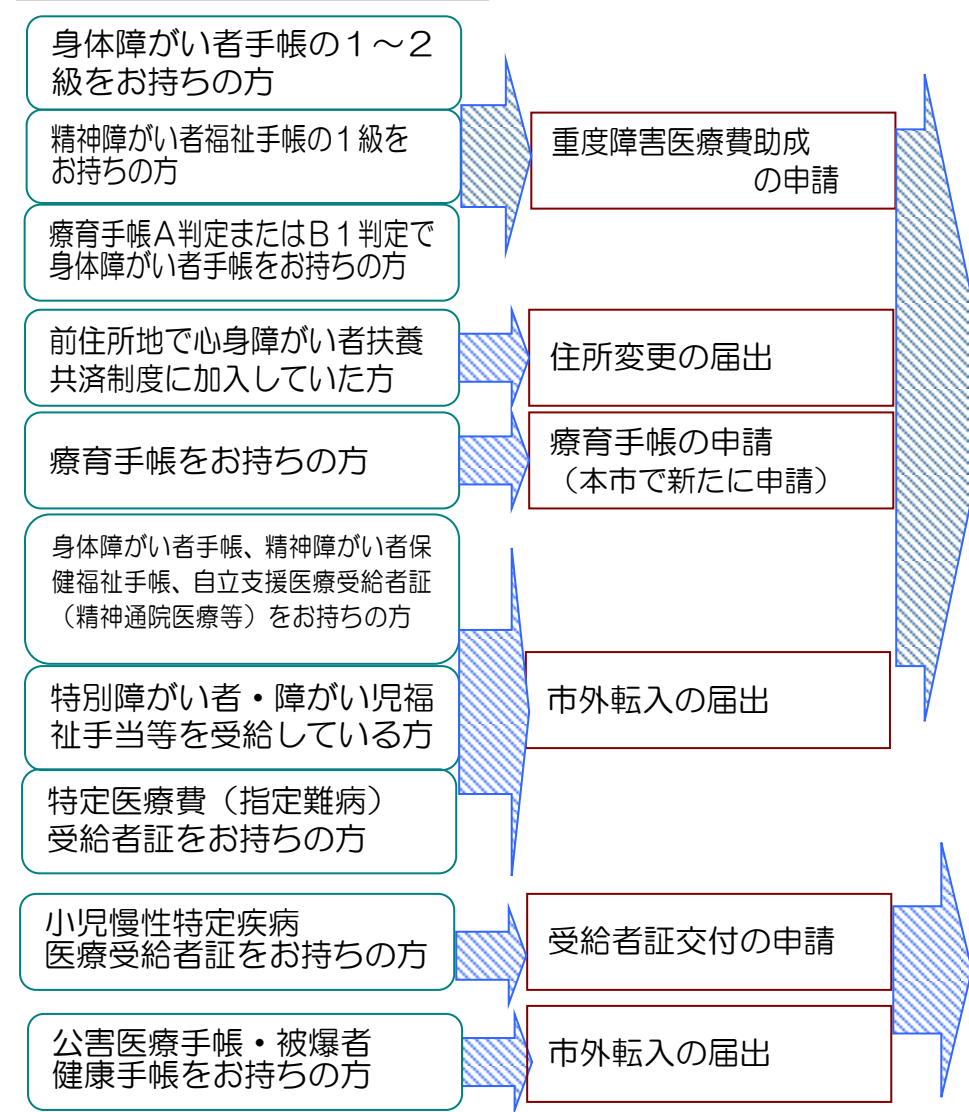 身体障がい者手帳の１～２
級をお持ちの方
精神障がい者福祉手帳の１級を
お持ちの方
療育手帳Ａ判定またはＢ１判定で
身体障がい者手帳をお持ちの方
重度障害医療費助成
の申請
前住所地で心身障がい者扶養
共済制度に加入していた方
住所変更の届出
療育手帳をお持ちの方
療育手帳の申請
（本市で新たに申請）
身体障がい者手帳、精神障がい者保
健福祉手帳、自立支援医療受給者証
（精神通院医療等）をお持ちの方
特別障がい者・障がい児福
祉手当等を受給している方
特定医療費（指定難病）
受給者証をお持ちの方
市外転入の届出
小児慢性特定疾病
医療受給者証をお持ちの方
受給者証交付の申請
公害医療手帳・被爆者
健康手帳をお持ちの方
市外転入の届出